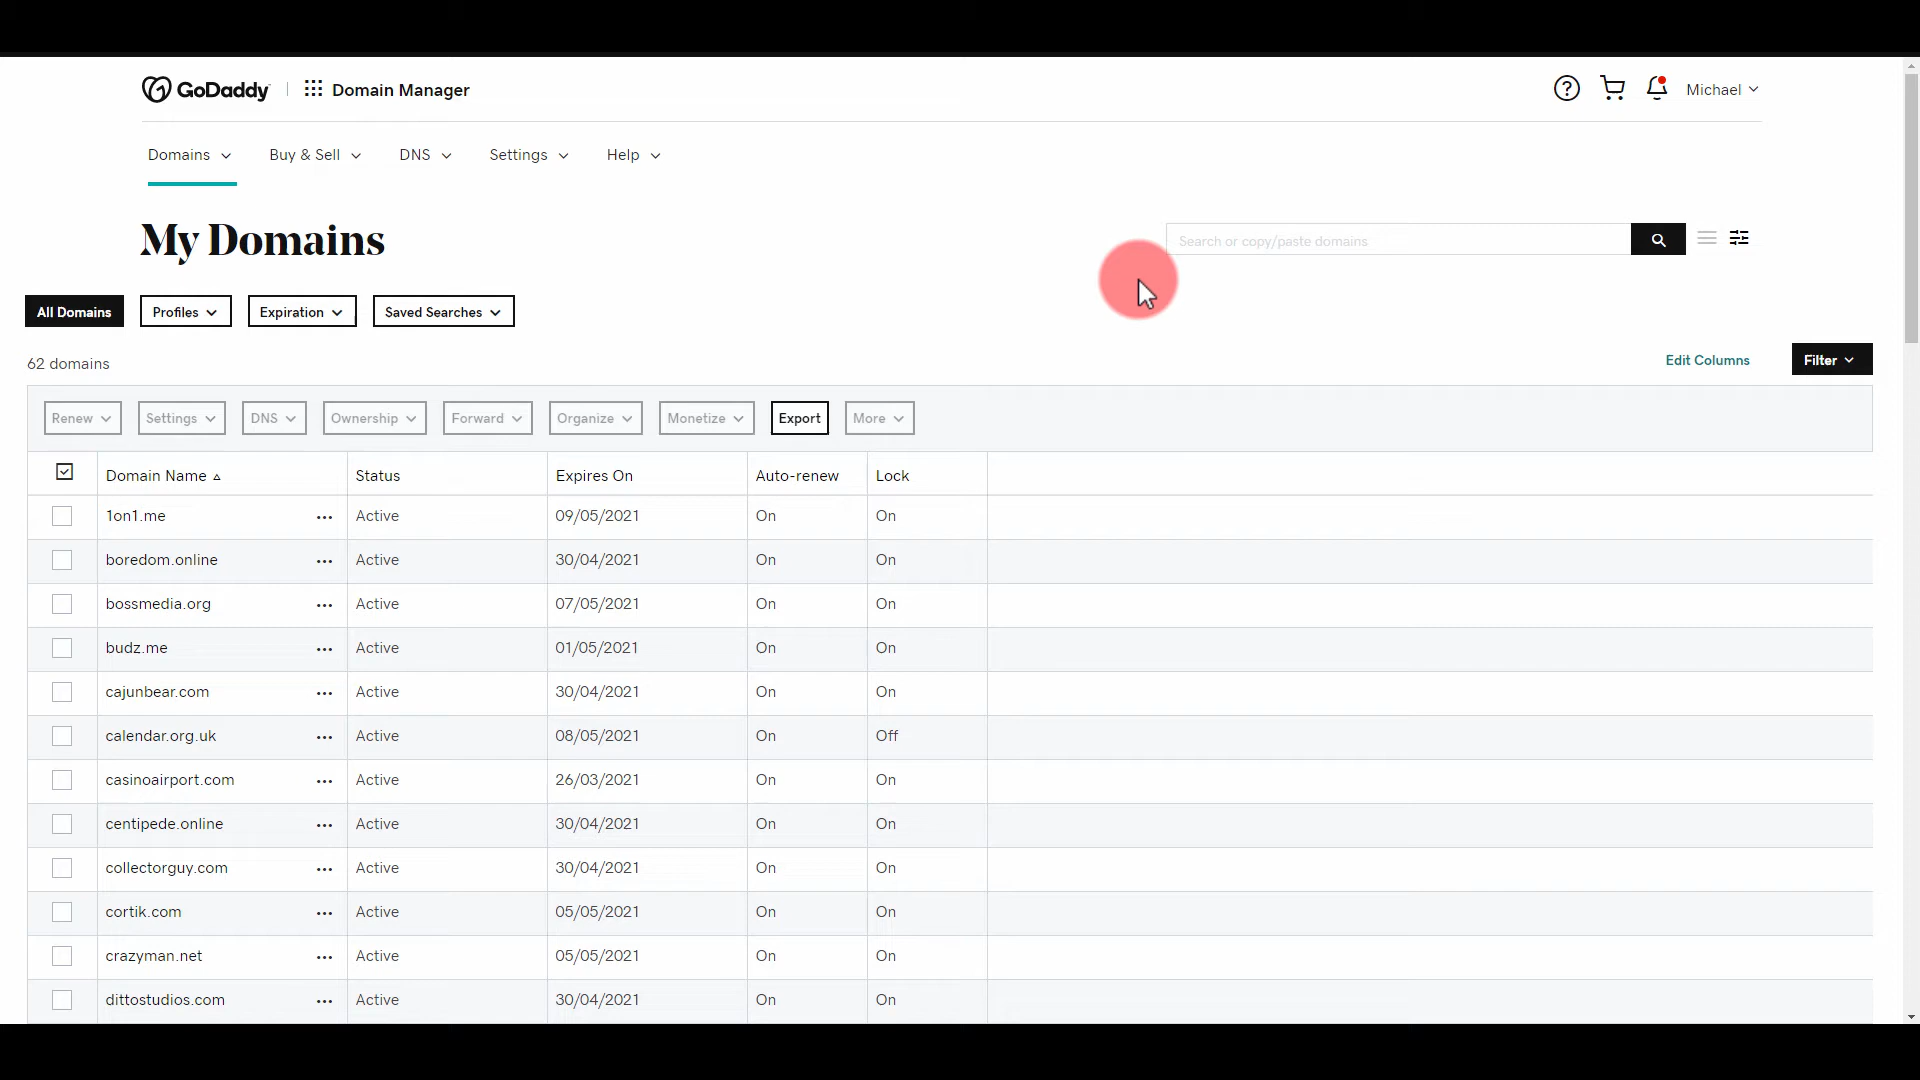 GoDaddy Domain Manager Michael
Domains Buy & Sell DNS Settings Help
My Domains
Search or copy/paste domains
All Domains Profiles Expiration Saved Searches
62 domains Edit Columns Filter
Renew Settings DNS Ownership Forward Organize Monetize Export More
Domain Name Status Expires On Auto-renew Lock
1on1.me ... Active 09/05/2021 On On
boredom.online ... Active 30/04/2021 On On
bossmedia.org ... Active 07/05/2021 On On
budz.me ... Active 01/05/2021 On On
cajunbear.com ... Active 30/04/2021 On On
calendar.org.uk ... Active 08/05/2021 On Off
casinoairport.com ... Active 26/03/2021 On On
centipede.online ... Active 30/04/2021 On On
collectorguy.com ... Active 30/04/2021 On On
cortik.com ... Active 05/05/2021 On On
crazyman.net ... Active 05/05/2021 On On
dittostudios.com ... Active 30/04/2021 On On